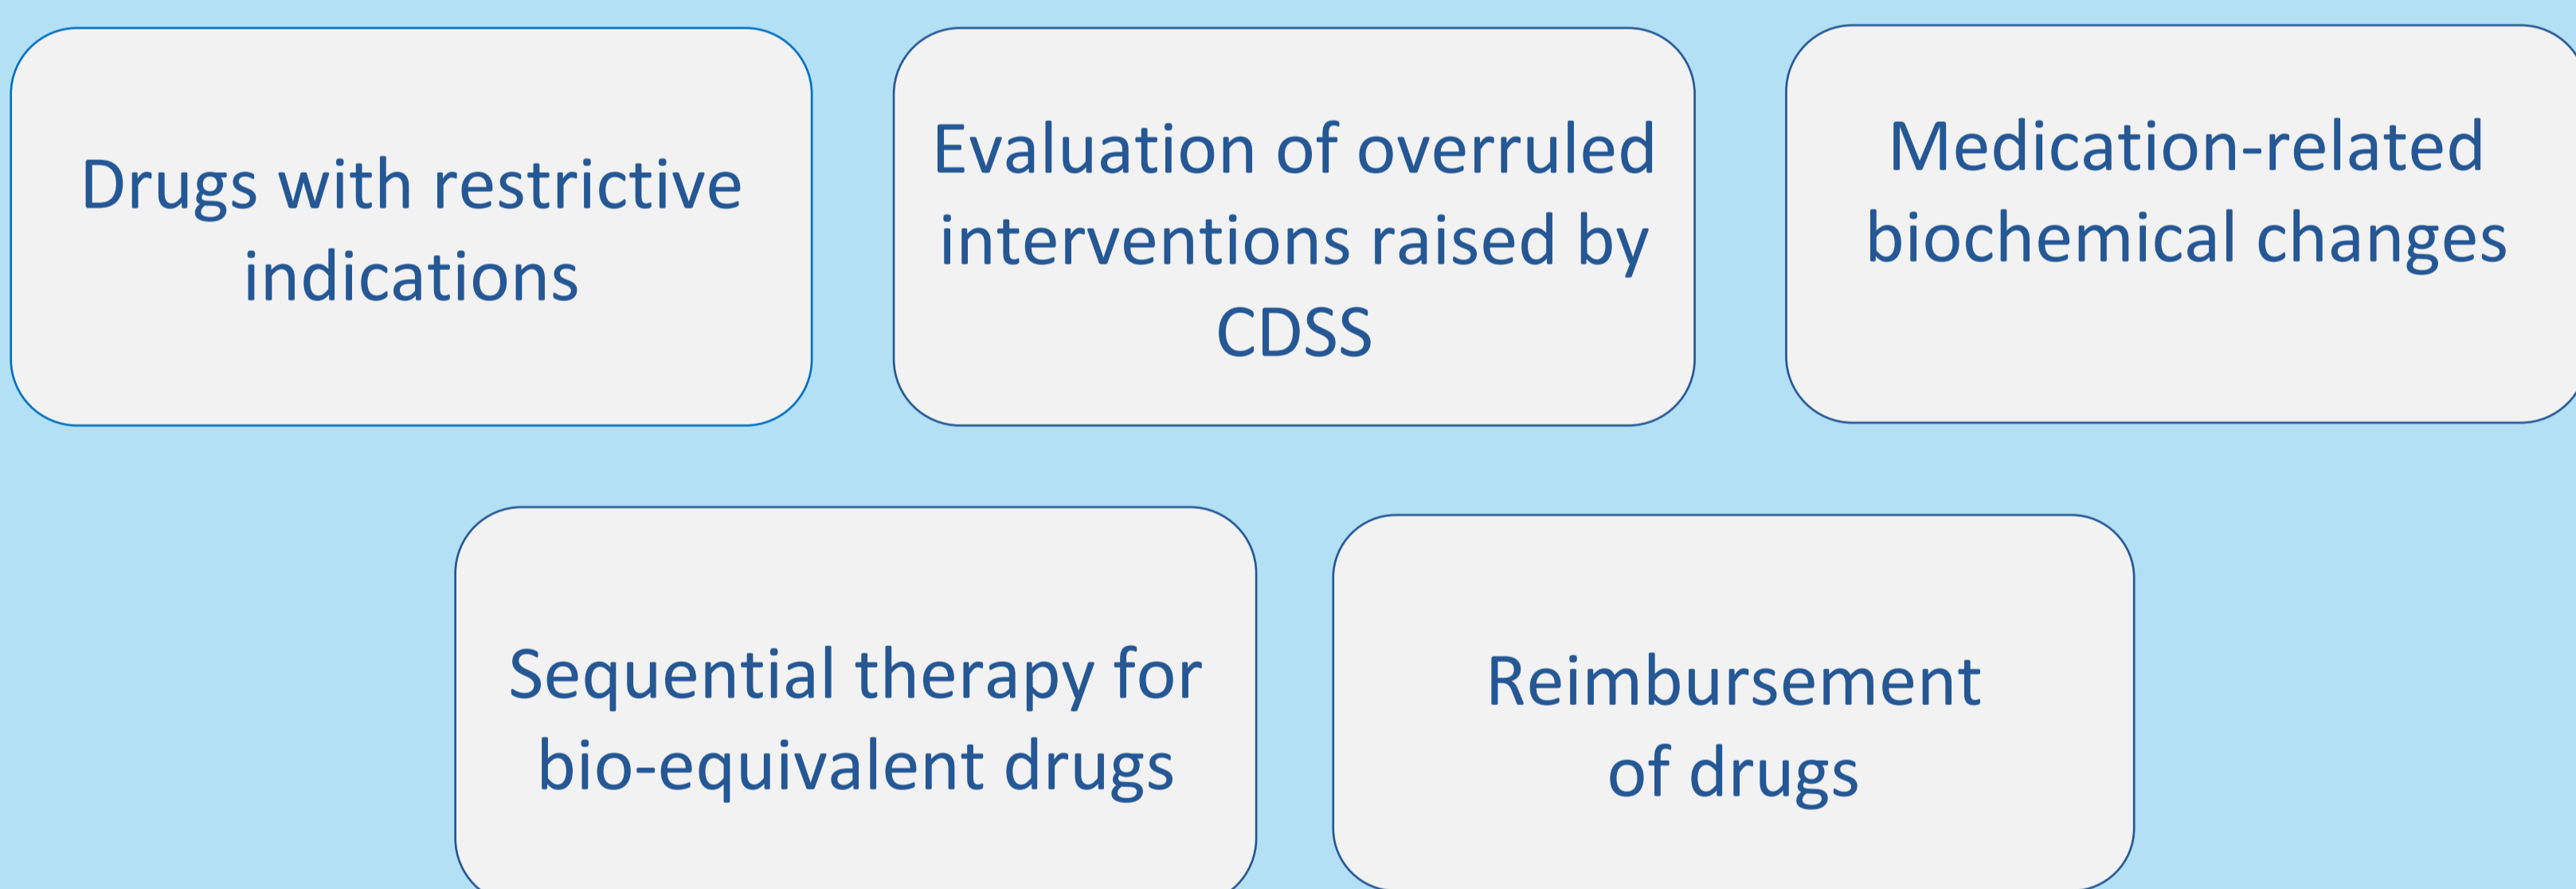 Drugs with restrictive
indications
Evaluation of overruled
interventions raised by
CDSS
Medication-related
biochemical changes
Sequential therapy for
bio-equivalent drugs
Reimbursement
of drugs